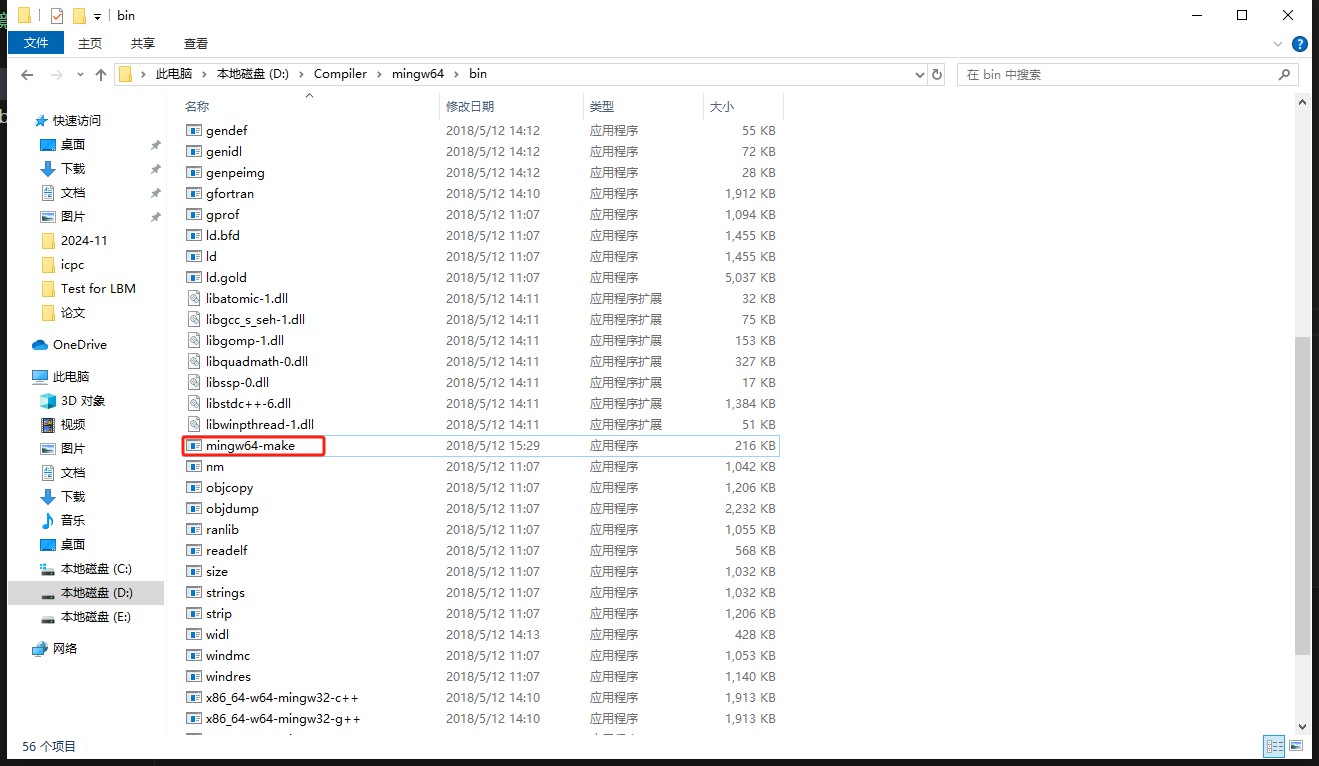 bin
文件 主页 共享 查看
此电脑 本地磁盘 (D:) Compiler mingw64 bin 在 bin 中搜索
名称 修改日期 类型 大小
快速访问
桌面
下载
文档
图片
2024-11
icpc
Test for LBM
论文
OneDrive
此电脑
3D 对象
视频
图片
文档
下载
音乐
桌面
本地磁盘 (C:)
本地磁盘 (D:)
本地磁盘 (E:)
网络
gendef 2018/5/12 14:12 应用程序 55 KB
genidl 2018/5/12 14:12 应用程序 72 KB
genpeimg 2018/5/12 14:12 应用程序 28 KB
gfortran 2018/5/12 14:10 应用程序 1,912 KB
gprof 2018/5/12 11:07 应用程序 1,094 KB
ld.bfd 2018/5/12 11:07 应用程序 1,455 KB
ld 2018/5/12 11:07 应用程序 1,455 KB
ld.gold 2018/5/12 11:07 应用程序 5,037 KB
libatomic-1.dll 2018/5/12 14:11 应用程序扩展 32 KB
libgcc_s_seh-1.dll 2018/5/12 14:11 应用程序扩展 75 KB
libgomp-1.dll 2018/5/12 14:11 应用程序扩展 153 KB
libquadmath-0.dll 2018/5/12 14:11 应用程序扩展 327 KB
libssp-0.dll 2018/5/12 14:11 应用程序扩展 17 KB
libstdc++-6.dll 2018/5/12 14:11 应用程序扩展 1,384 KB
libwinpthread-1.dll 2018/5/12 14:11 应用程序扩展 51 KB
mingw64-make 2018/5/12 15:29 应用程序 216 KB
nm 2018/5/12 11:07 应用程序 1,042 KB
objcopy 2018/5/12 11:07 应用程序 1,206 KB
objdump 2018/5/12 11:07 应用程序 2,232 KB
ranlib 2018/5/12 11:07 应用程序 1,055 KB
readelf 2018/5/12 11:07 应用程序 568 KB
size 2018/5/12 11:07 应用程序 1,032 KB
strings 2018/5/12 11:07 应用程序 1,032 KB
strip 2018/5/12 11:07 应用程序 1,206 KB
widl 2018/5/12 14:13 应用程序 428 KB
windmc 2018/5/12 11:07 应用程序 1,053 KB
windres 2018/5/12 11:07 应用程序 1,140 KB
x86_64-w64-mingw32-c++ 2018/5/12 14:10 应用程序 1,913 KB
x86_64-w64-mingw32-g++ 2018/5/12 14:10 应用程序 1,913 KB
56 个项目